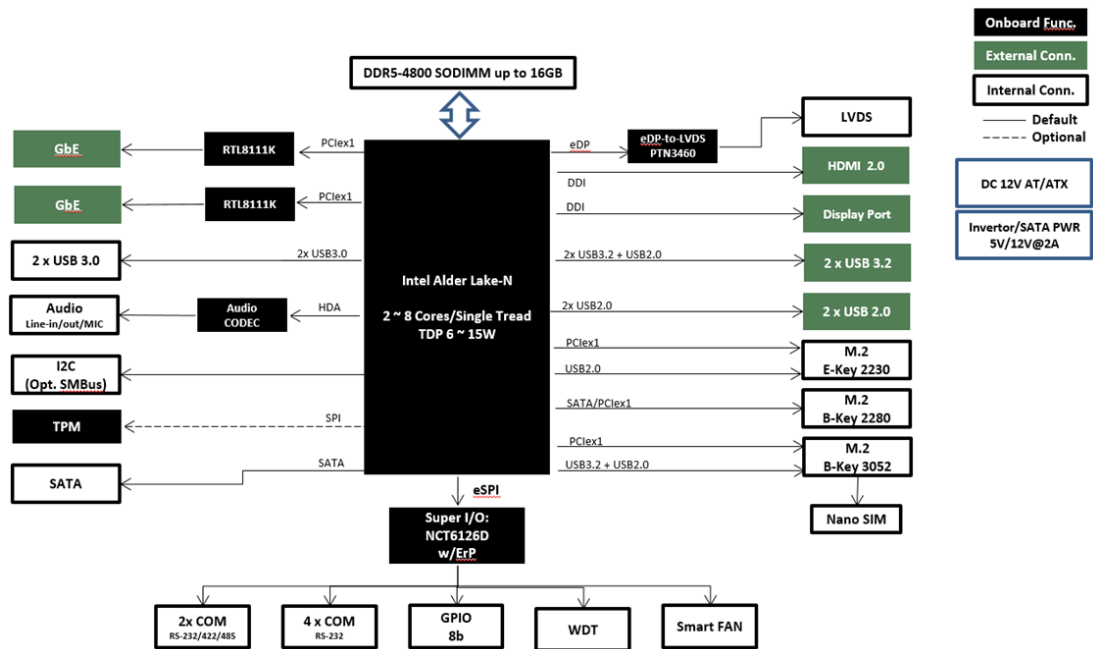 Onboard Func.
External Conn.
Internal Conn.
Default
Optional
DC 12V AT/ATX
Invertor/SATA PWR
5V/12V@2A
DDR5-4800 SODIMM up to 16GB
GbE
RTL8111K
PCIex1
GbE
RTL8111K
PCIex1
2 x USB 3.0
2x USB3.0
Audio
Line-in/out/MIC
Audio
CODEC
HDA
I2C
(Opt. SMBus)
TPM
SPI
SATA
SATA
Intel Alder Lake-N
2 ~ 8 Cores/Single Tread
TDP 6 ~ 15W
eDP
eDP-to-LVDS
PTN3460
LVDS
DDI
HDMI 2.0
DDI
Display Port
2x USB3.2 + USB2.0
2 x USB 3.2
2x USB2.0
2 x USB 2.0
PCIex1
USB2.0
M.2
E-Key 2230
SATA/PCIex1
M.2
B-Key 2280
PCIex1
USB3.2 + USB2.0
M.2
B-Key 3052
Nano SIM
eSPI
Super I/O:
NCT6126D
w/ErP
2x COM
RS-232/422/485
4 x COM
RS-232
GPIO
8b
WDT
Smart FAN